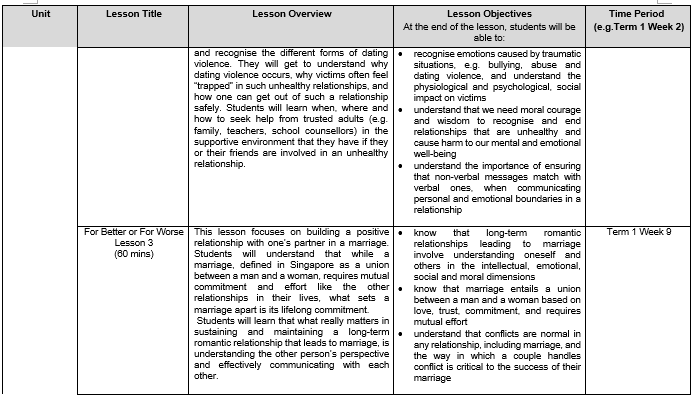 Unit
Lesson Title
Lesson Overview
Lesson Objectives
At the end of the lesson, students will be
able to:
Time Period
(e.g.Term 1 Week 2)
and recognise the different forms of dating
violence. They will get to understand why
dating violence occurs, why victims often feel
“trapped” in such unhealthy relationships, and
how one can get out of such a relationship
safely. Students will learn when, where and
how to seek help from trusted adults (e.g.
family, teachers, school counsellors) in the
supportive environment that they have if they
or their friends are involved in an unhealthy
relationship.
• recognise emotions caused by traumatic
situations, e.g. bullying, abuse and
dating violence, and understand the
physiological and psychological, social
impact on victims
• understand that we need moral courage
and wisdom to recognise and end
relationships that are unhealthy and
cause harm to our mental and emotional
well-being
• understand the importance of ensuring
that non-verbal messages match with
verbal ones, when communicating
personal and emotional boundaries in a
relationship
For Better or For Worse
Lesson 3
(60 mins)
This lesson focuses on building a positive
relationship with one’s partner in a marriage.
Students will understand that while a
marriage, defined in Singapore as a union
between a man and a woman, requires mutual
commitment and effort like the other
relationships in their lives, what sets a
marriage apart is its lifelong commitment.
Students will learn that what really matters in
sustaining and maintaining a long-term
romantic relationship that leads to marriage, is
understanding the other person’s perspective
and effectively communicating with each
other.
• know that long-term romantic
relationships leading to marriage
involve understanding oneself and
others in the intellectual, emotional,
social and moral dimensions
• know that marriage entails a union
between a man and a woman based on
love, trust, commitment, and requires
mutual effort
• understand that conflicts are normal in
any relationship, including marriage, and
the way in which a couple handles
conflict is critical to the success of their
marriage
Term 1 Week 9